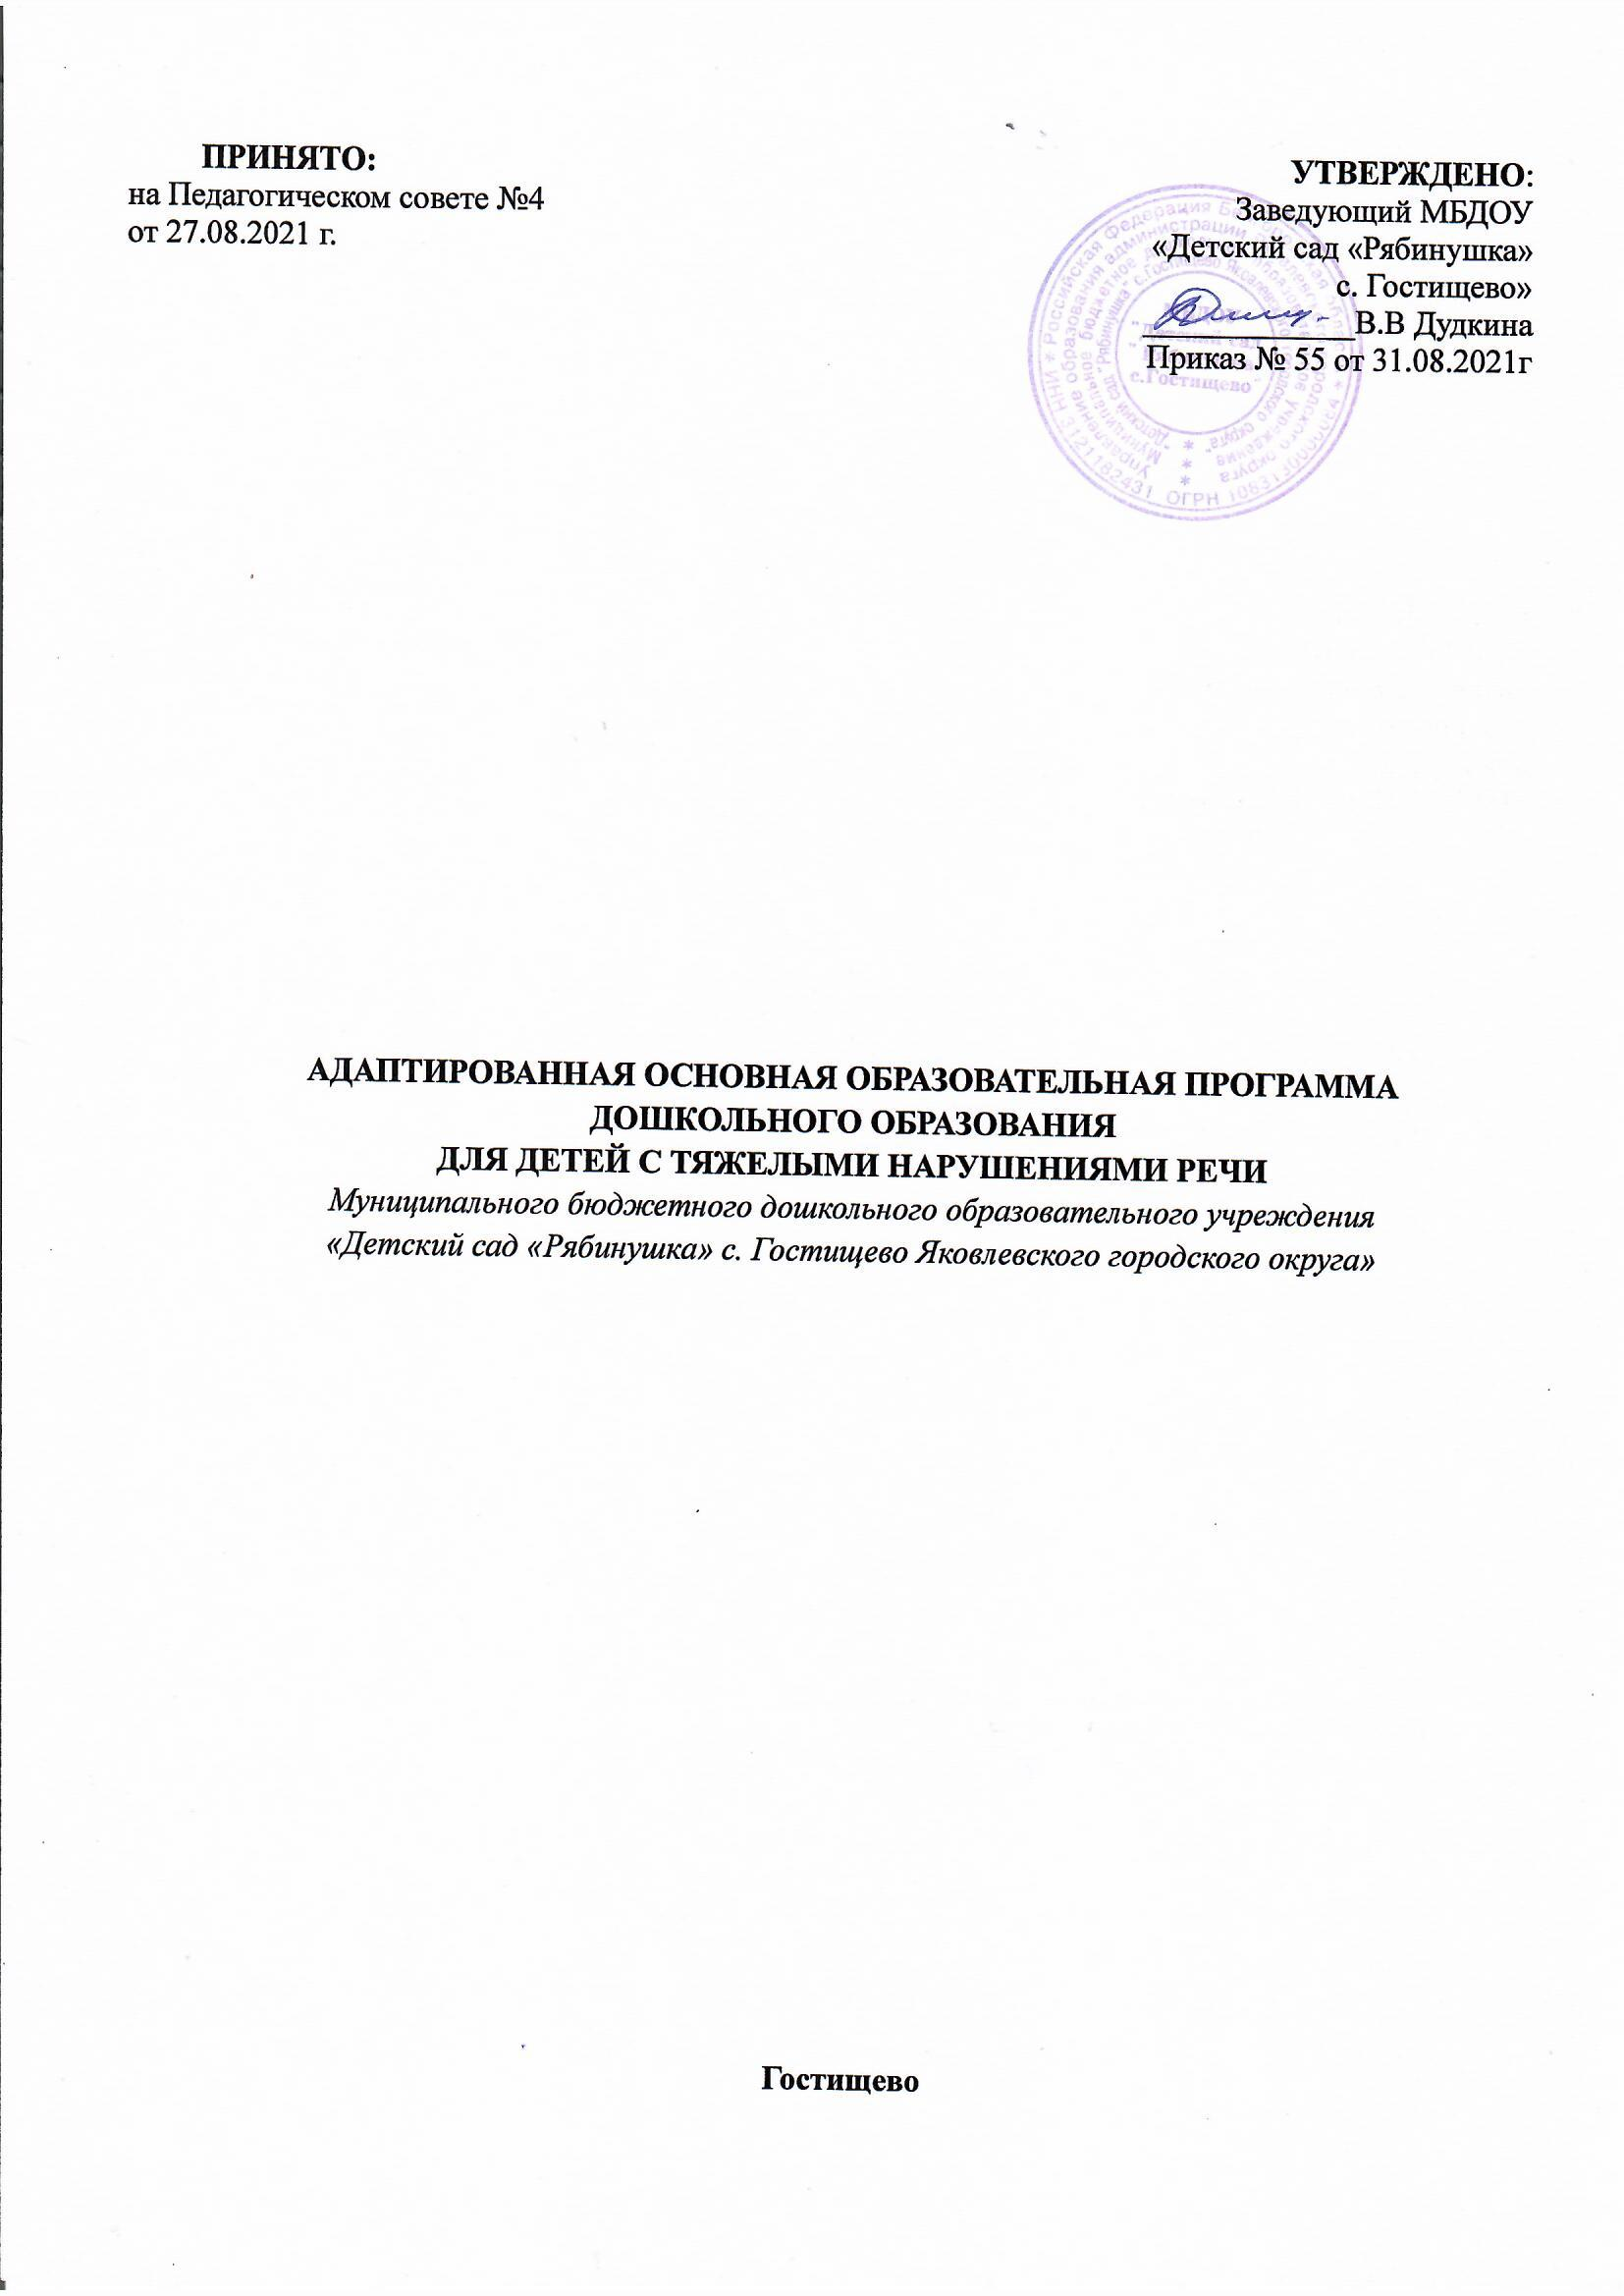 ПРИНЯТО:
на Педагогическом совете №4
от 27.08.2021 г.
УТВЕРЖДЕНО:
Заведующий МБДОУ
«Детский сад «Рябинушка»
с. Гостищево»
В.В Дудкина
Приказ № 55 от 31.08.2021г
с.Гостищево
АДАПТИРОВАННАЯ ОСНОВНАЯ ОБРАЗОВАТЕЛЬНАЯ ПРОГРАММА
ДОШКОЛЬНОГО ОБРАЗОВАНИЯ
ДЛЯ ДЕТЕЙ С ТЯЖЕЛЫМИ НАРУШЕНИЯМИ РЕЧИ
Муниципального бюджетного дошкольного образовательного учреждения
«Детский сад «Рябинушка» с. Гостищево Яковлевского городского округа»
Гостищево